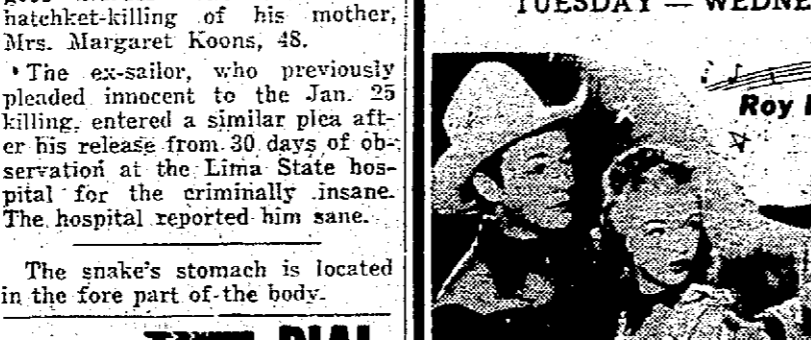 hatchket-killing of his mother,
Mrs. Margaret Koons, 48.
The ex-sailor, who previously
pleaded innocent to the Jan. 25
killing, entered a similar plea aft-
er his release from 30 days of ob-
servation at the Lima State hos-
pital for the criminally insane.
The hospital reported him sane.
The snake's stomach is located
in the fore part of the body.
DIAL
TUESDAY — WEDNE
Roy